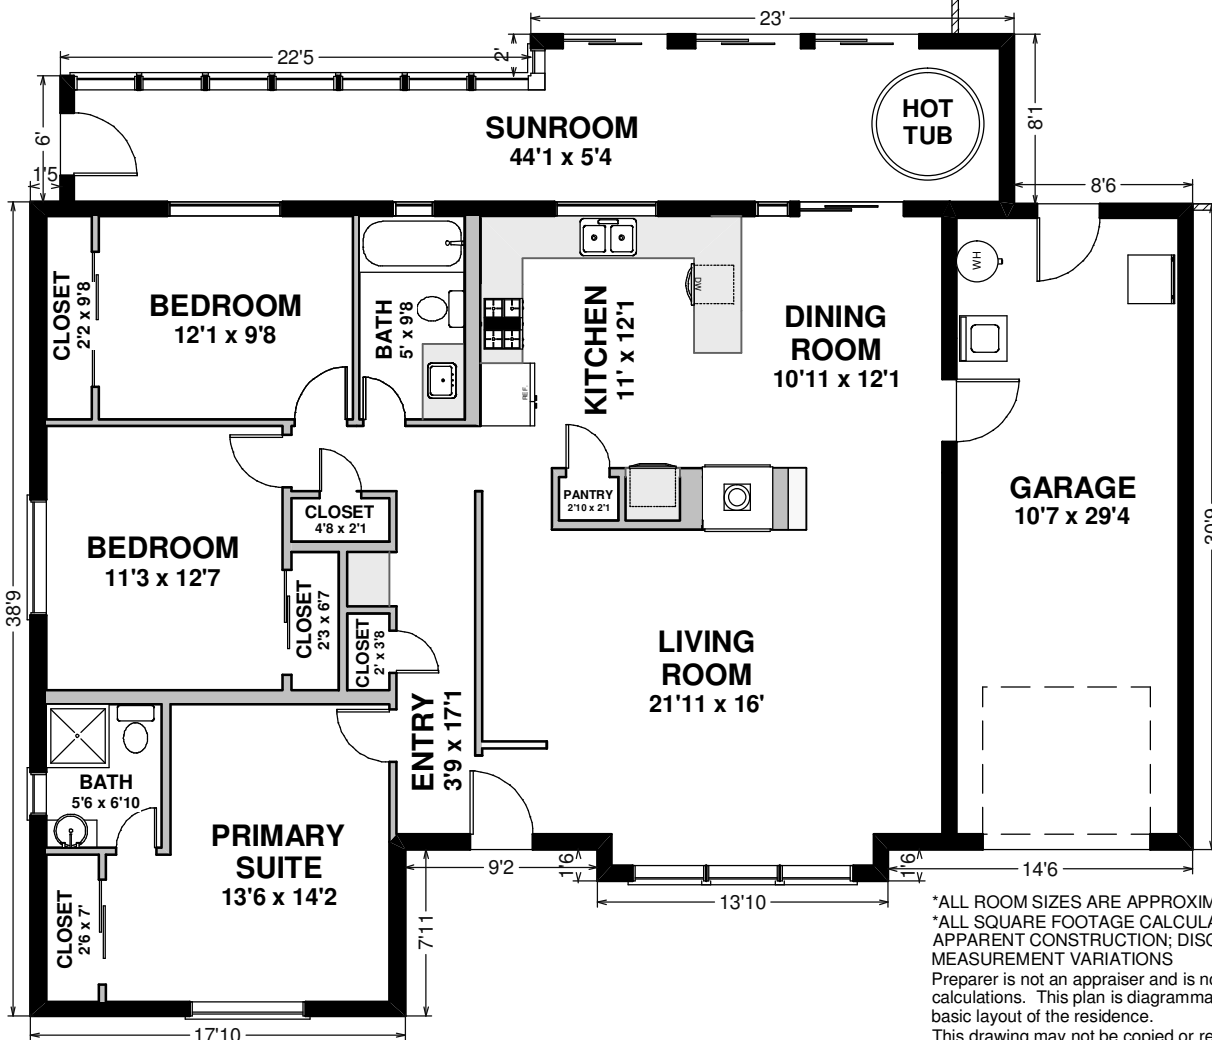 23'
22'5
2'
6'
1'5
SUNROOM
44'1 x 5'4
HOT
TUB
8'1
8'6
CLOSET
2'2 x 9'8
BEDROOM
12'1 x 9'8
BATH
5' x 9'8
KITCHEN
11' x 12'1
DW
REF.
DINING
ROOM
10'11 x 12'1
WH
PANTRY
2'10 x 2'1
GARAGE
10'7 x 29'4
30'9
38'9
BEDROOM
11'3 x 12'7
CLOSET
4'8 x 2'1
CLOSET
2'3 x 6'7
CLOSET
2' x 3'8
LIVING
ROOM
21'11 x 16'
ENTRY
3'9 x 17'1
BATH
5'6 x 6'10
PRIMARY
SUITE
13'6 x 14'2
CLOSET
2'6 x 7'
9'2
1'6
1'6
14'6
13'10
7'11
17'10
*ALL ROOM SIZES ARE APPROXIM
*ALL SQUARE FOOTAGE CALCULA
APPARENT CONSTRUCTION; DISC
MEASUREMENT VARIATIONS
Preparer is not an appraiser and is no
calculations. This plan is diagramma
basic layout of the residence.
This drawing may not be copied or re